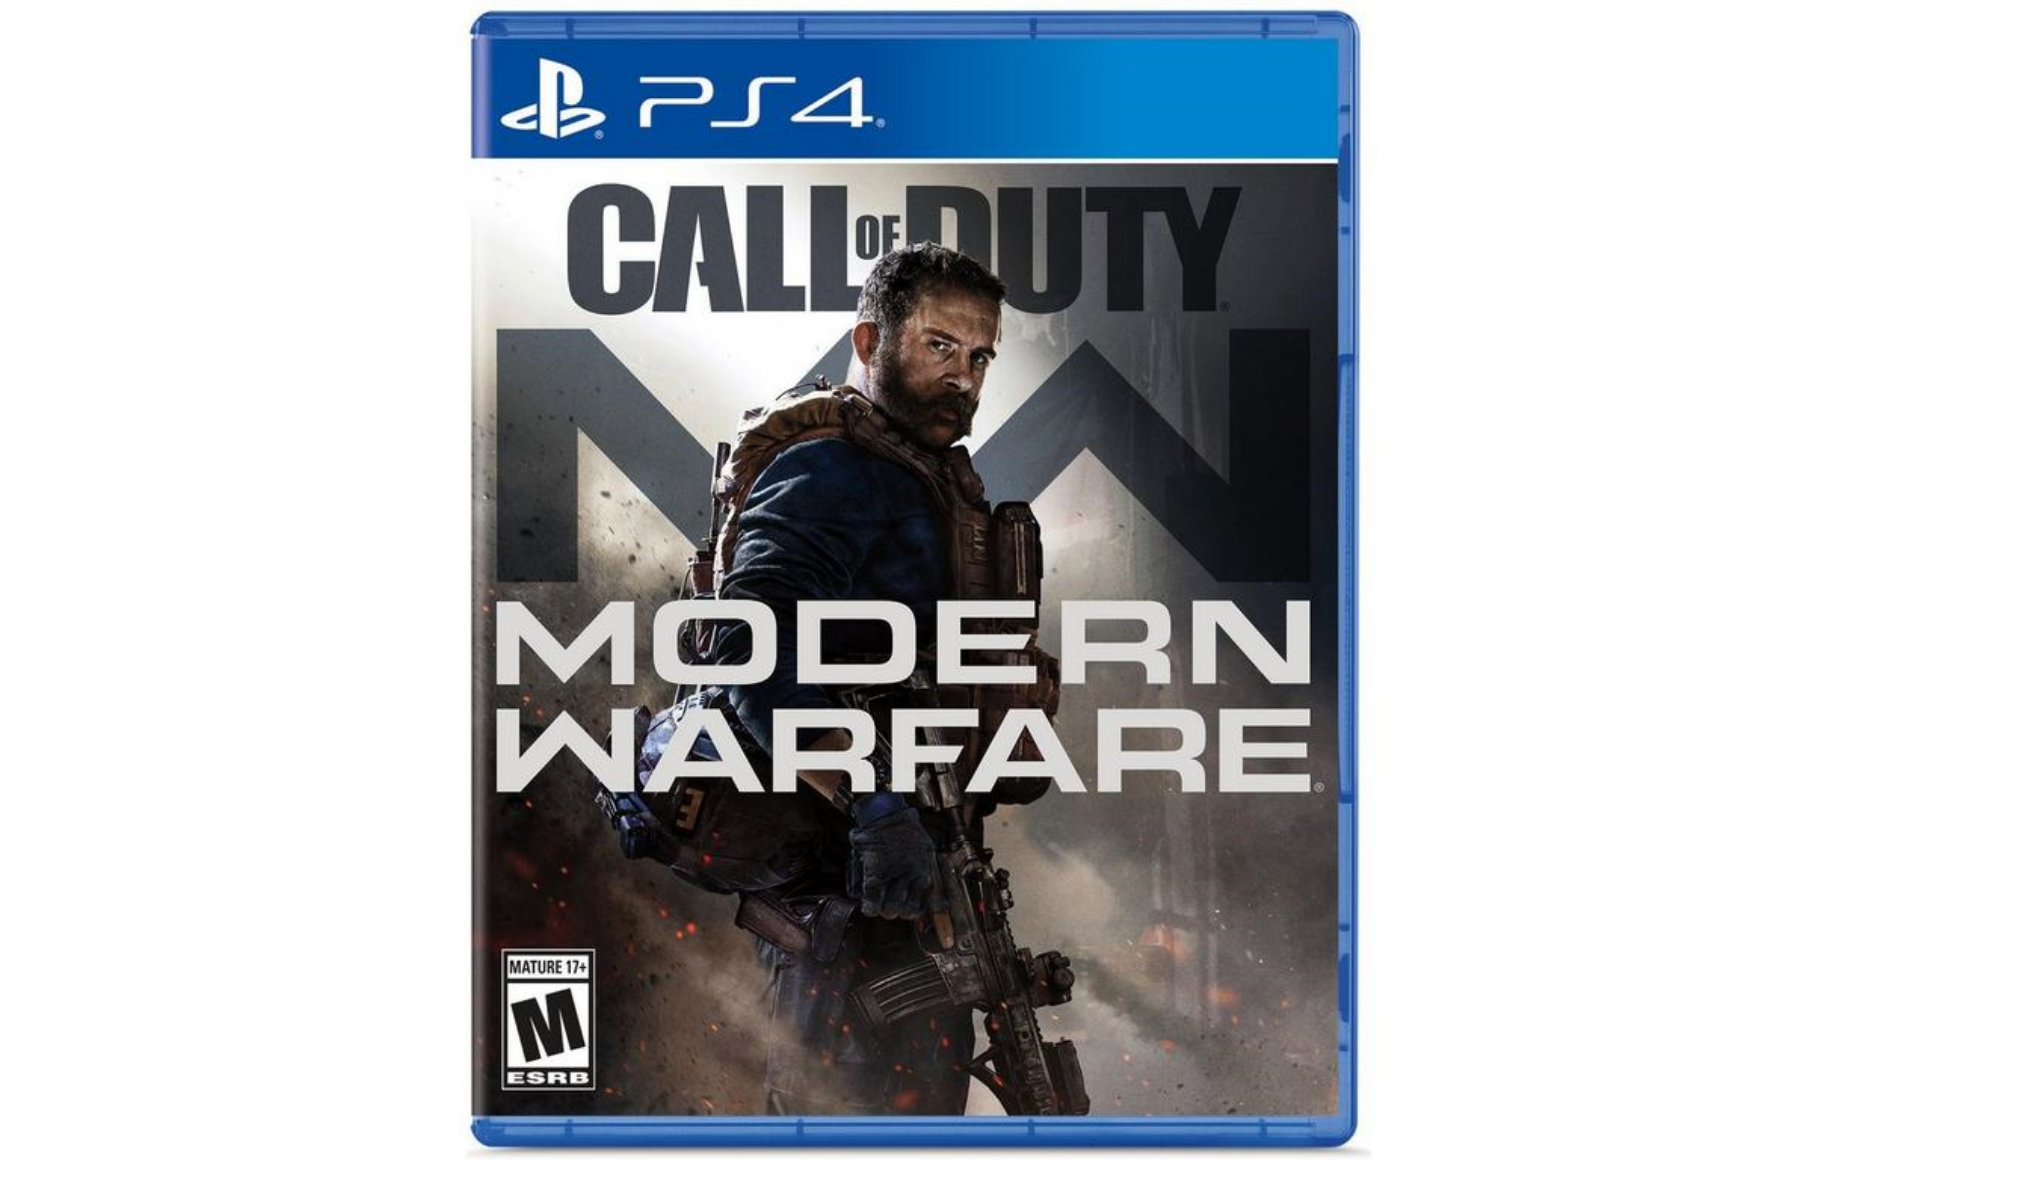 PS4
CALL OF DUTY
MW
MODERN
WARFARE
MATURE 17+
M
ESRB